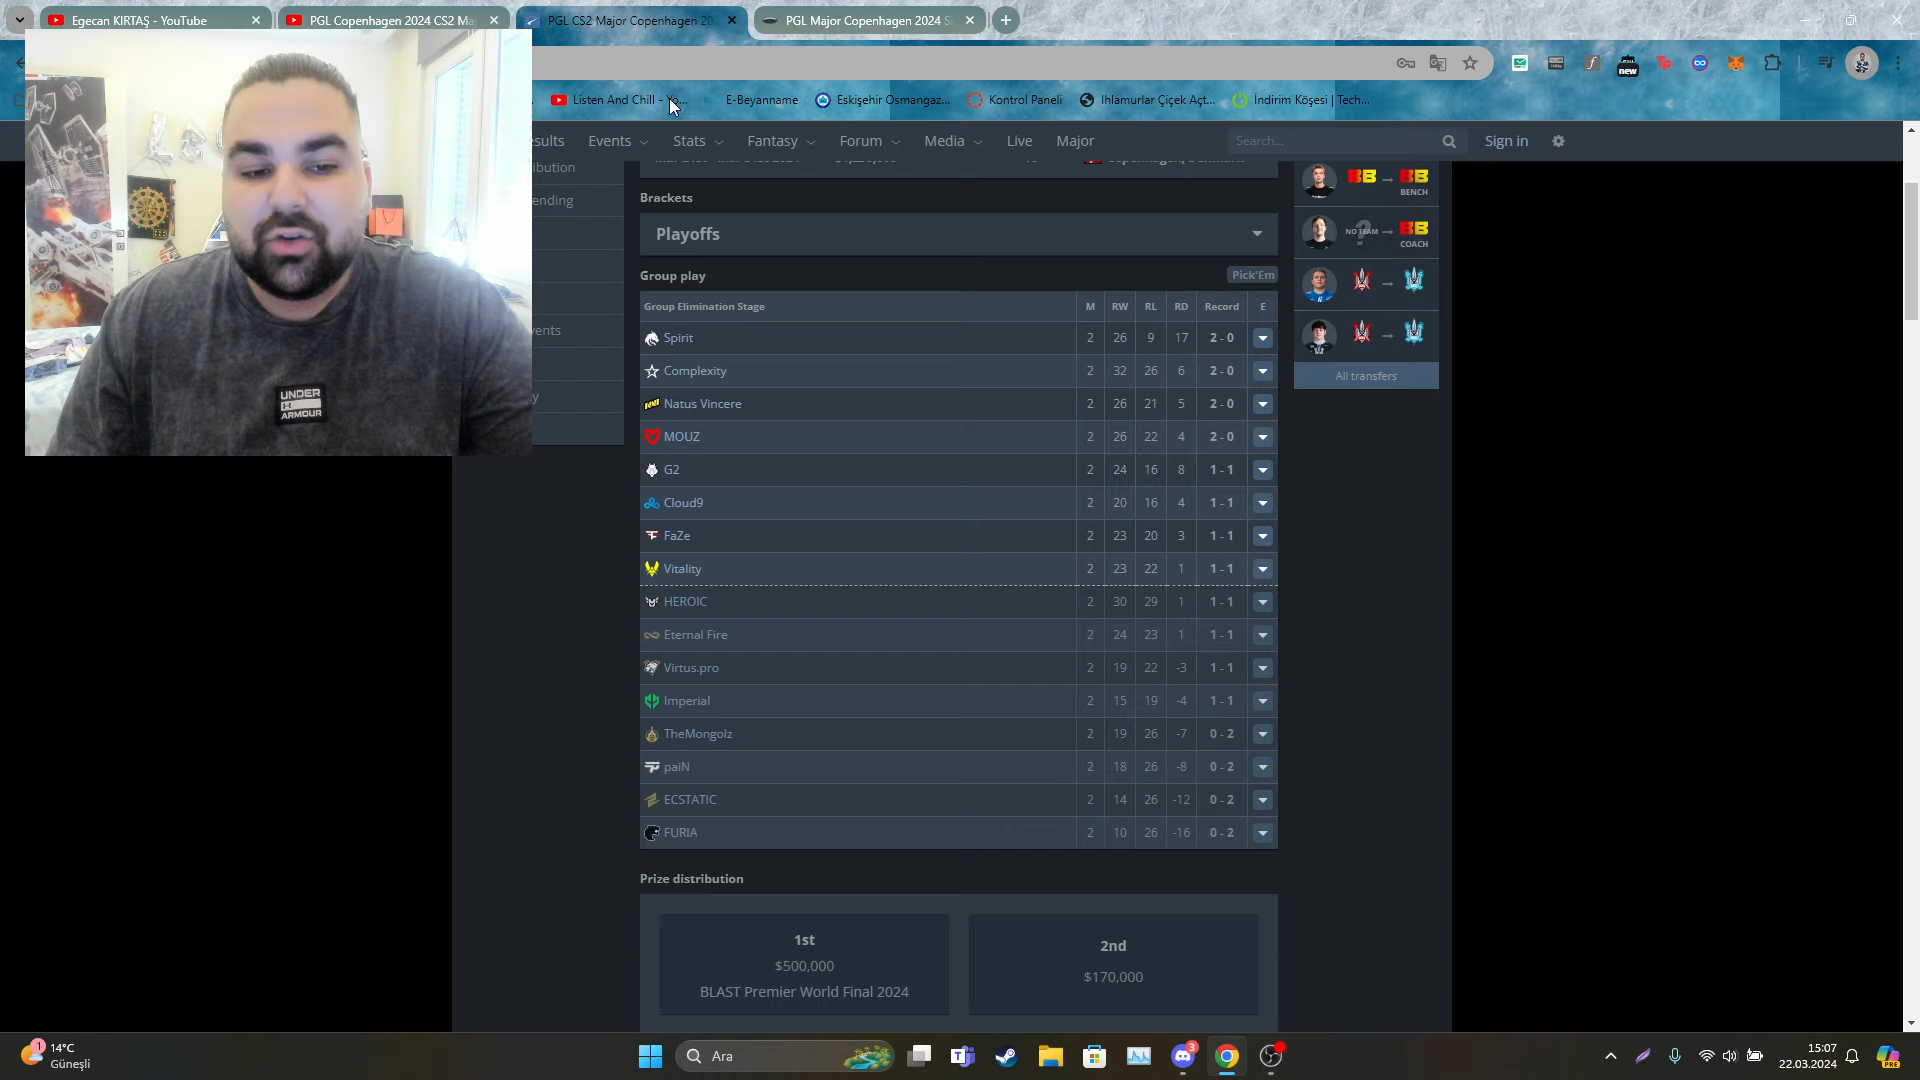 Egecan KIRTAŞ - YouTube
PGL Copenhagen 2024 CS2 Ma
PGL CS2 Major Copenhagen 20
PGL Major Copenhagen 2024 S
new
Listen And Chill - Yo...
E-Beyanname
Eskişehir Osmangaz...
Kontrol Paneli
Ihlamurlar Çiçek Açt...
İndirim Köşesi | Tech...
sults
Events
Stats
Fantasy
Forum
Media
Live
Major
Search...
Sign in
bution
ending
vents
y
Brackets
Playoffs
Group play
Pick'Em
Group Elimination Stage M RW RL RD Record E
Spirit 2 26 9 17 2 - 0
Complexity 2 32 26 6 2 - 0
Natus Vincere 2 26 21 5 2 - 0
MOUZ 2 26 22 4 2 - 0
G2 2 24 16 8 1 - 1
Cloud9 2 20 16 4 1 - 1
FaZe 2 23 20 3 1 - 1
Vitality 2 23 22 1 1 - 1
HEROIC 2 30 29 1 1 - 1
Eternal Fire 2 24 23 1 1 - 1
Virtus.pro 2 19 22 -3 1 - 1
Imperial 2 15 19 -4 1 - 1
TheMongolz 2 19 26 -7 0 - 2
paiN 2 18 26 -8 0 - 2
ECSTATIC 2 14 26 -12 0 - 2
FURIA 2 10 26 -16 0 - 2
BENCH
NO TEAM
COACH
All transfers
UNDER
ARMOUR
Prize distribution
1st
$500,000
BLAST Premier World Final 2024
2nd
$170,000
1
14°C
Güneşli
Ara
3
15:07
22.03.2024
PRE